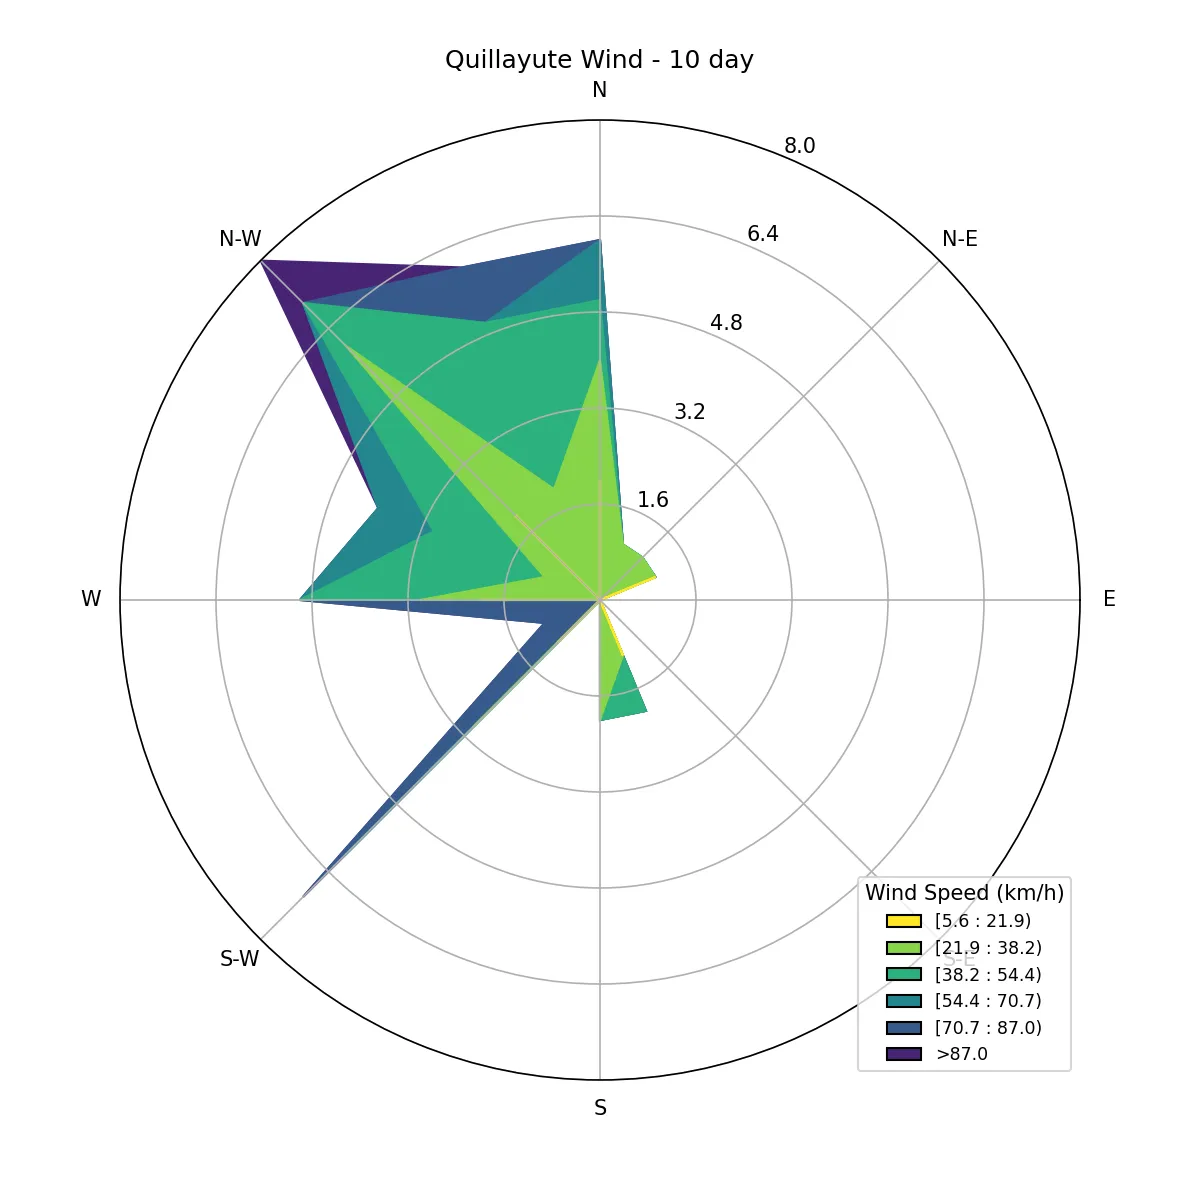 Quillayute Wind - 10 day
N
8.0
N-W
N-E
6.4
4.8
3.2
1.6
W
E
S-W
S-E
S
Wind Speed (km/h)
[5.6 : 21.9)
[21.9 : 38.2)
[38.2 : 54.4)
[54.4 : 70.7)
[70.7 : 87.0)
>87.0